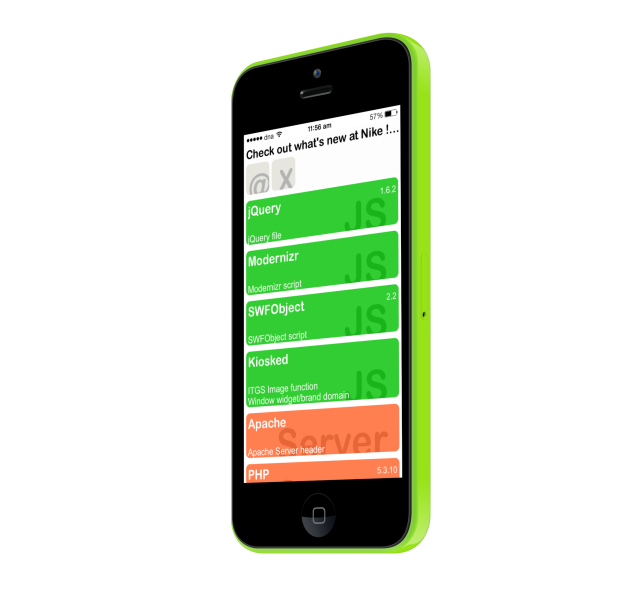 dna 11:56 am 57%
Check out what's new at Nike !...
@ X
jQuery 1.6.2
JS
jQuery file
Modernizr
JS
Modernizr script
SWFObject 2.2
JS
SWFObject script
Kiosked
JS
ITGS Image function
Window widget/brand domain
Apache
Server
Apache Server header
PHP 5.3.10